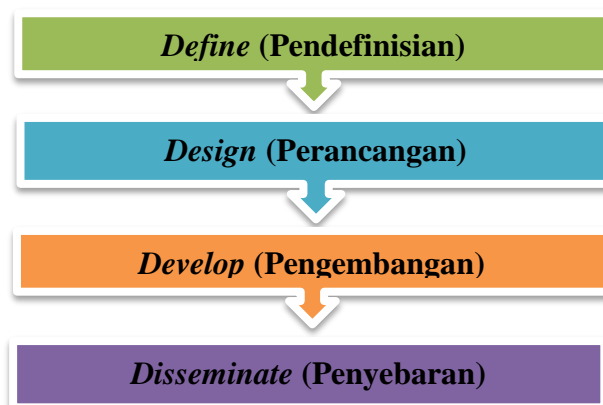 Define (Pendefinisian)
Design (Perancangan)
Develop (Pengembangan)
Disseminate (Penyebaran)